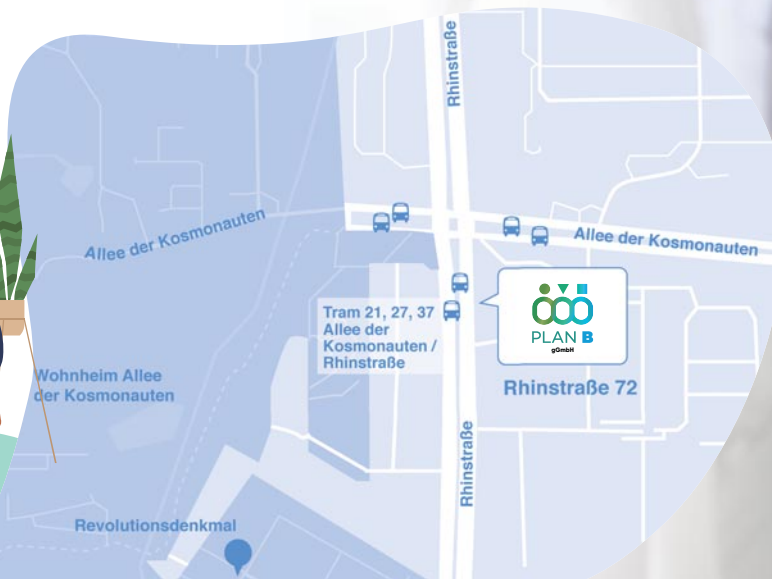 Rhinstraße
Allee der Kosmonauten
Allee der Kosmonauten
Tram 21, 27, 37
Allee der
Kosmonauten /
Rhinstraße
PLAN B
gGmbH
Rhinstraße 72
Wohnheim Allee
der Kosmonauten
Rhinstraße
Revolutionsdenkmal